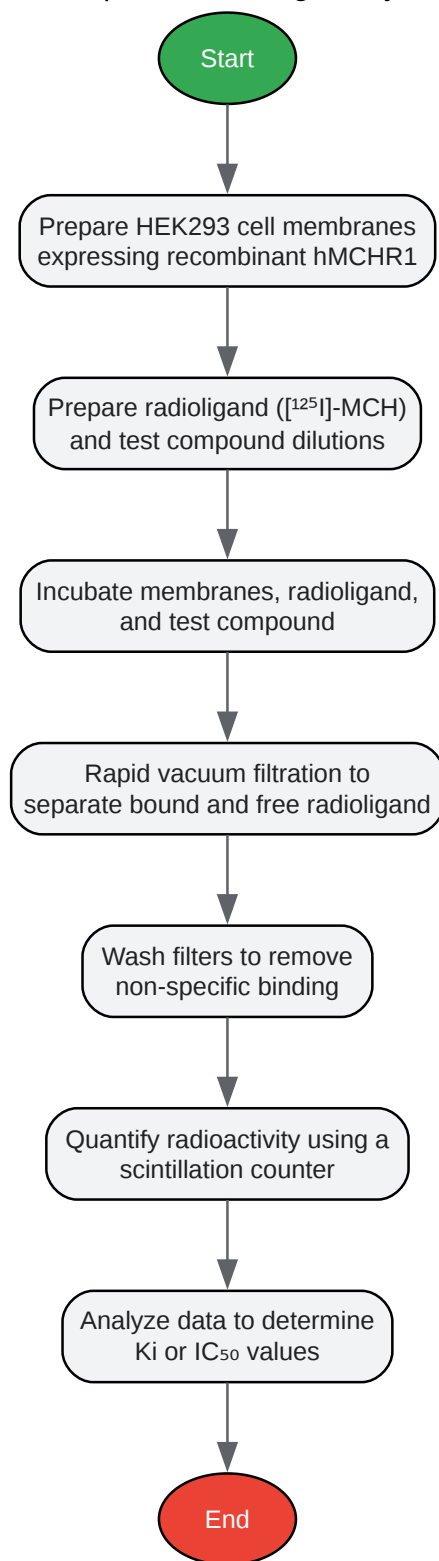 Start
Prepare HEK293 cell membranes
expressing recombinant hMCHR1
Prepare radioligand ([¹²⁵I]-MCH)
and test compound dilutions
Incubate membranes, radioligand,
and test compound
Rapid vacuum filtration to
separate bound and free radioligand
Wash filters to remove
non-specific binding
Quantify radioactivity using a
scintillation counter
Analyze data to determine
Ki or IC₅₀ values
End